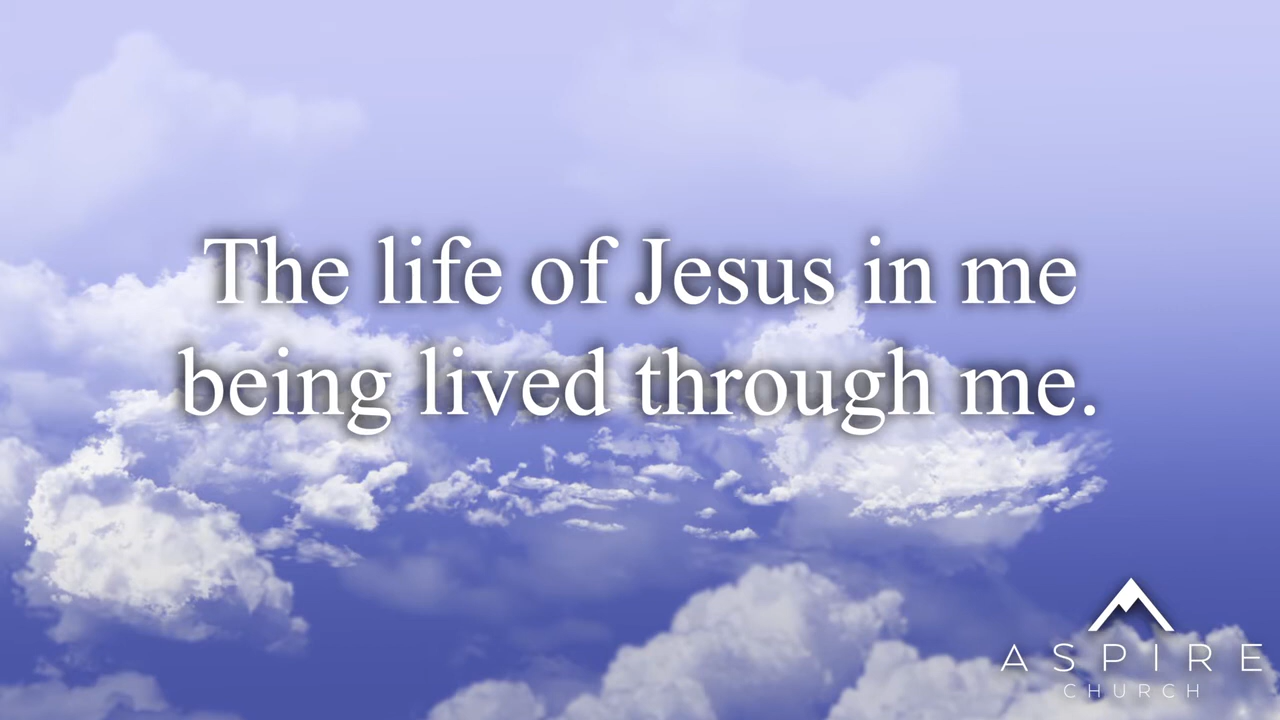 The life of Jesus in me
being lived through me.
ASPIRE
CHURCH